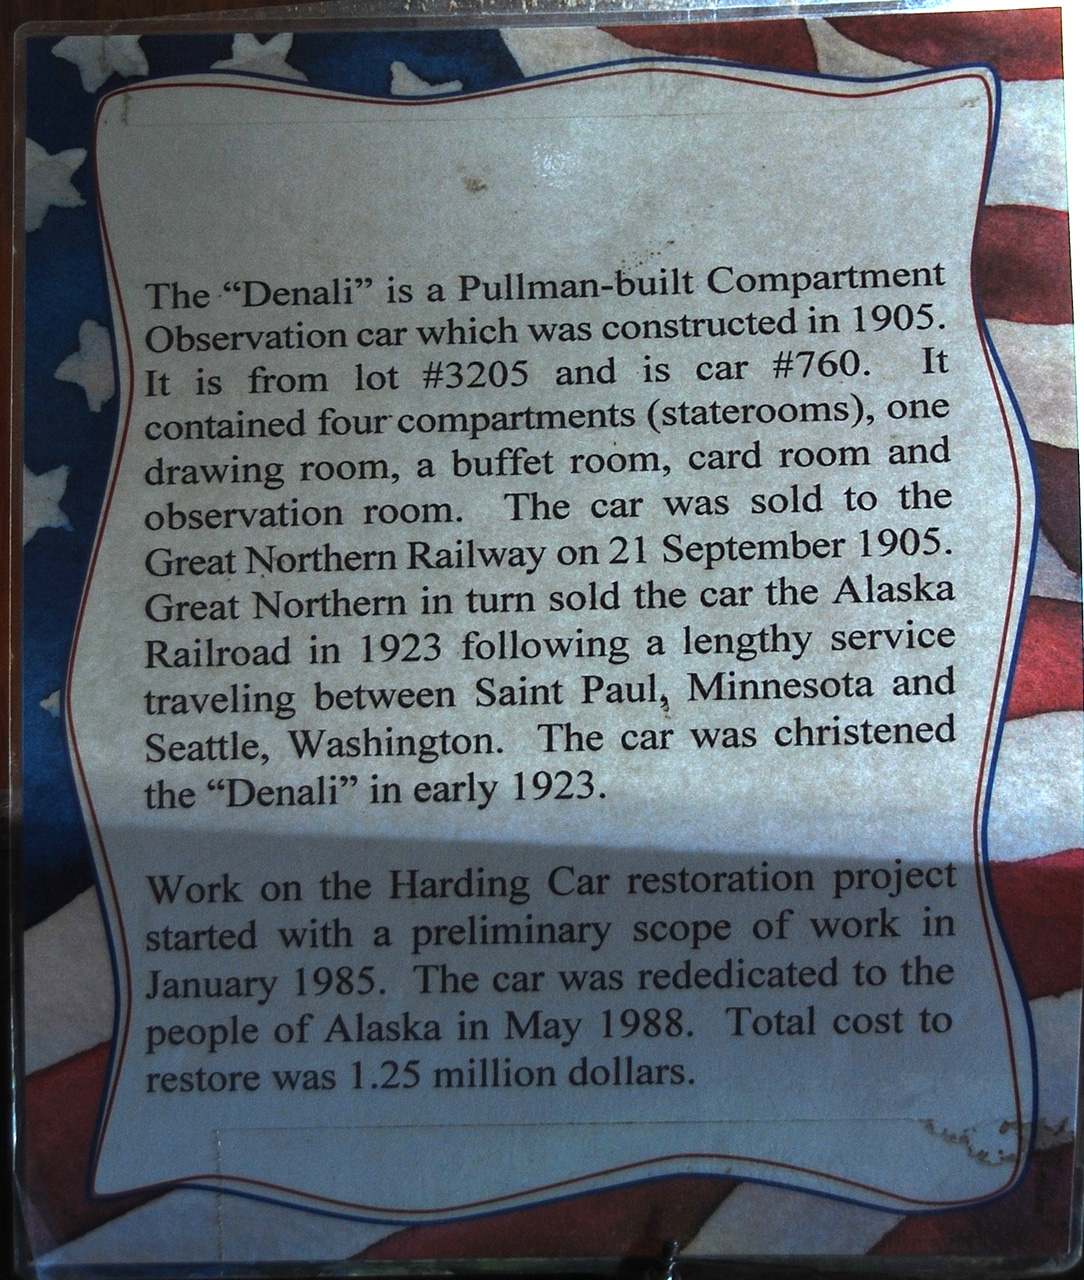 The “Denali” is a Pullman-built Compartment
Observation car which was constructed in 1905.
It is from lot #3205 and is car #760. It
contained four compartments (staterooms), one
drawing room, a buffet room, card room and
observation room. The car was sold to the
Great Northern Railway on 21 September 1905.
Great Northern in turn sold the car the Alaska
Railroad in 1923 following a lengthy service
traveling between Saint Paul, Minnesota and
Seattle, Washington. The car was christened
the “Denali” in early 1923.
Work on the Harding Car restoration project
started with a preliminary scope of work in
January 1985. The car was rededicated to the
people of Alaska in May 1988. Total cost to
restore was 1.25 million dollars.